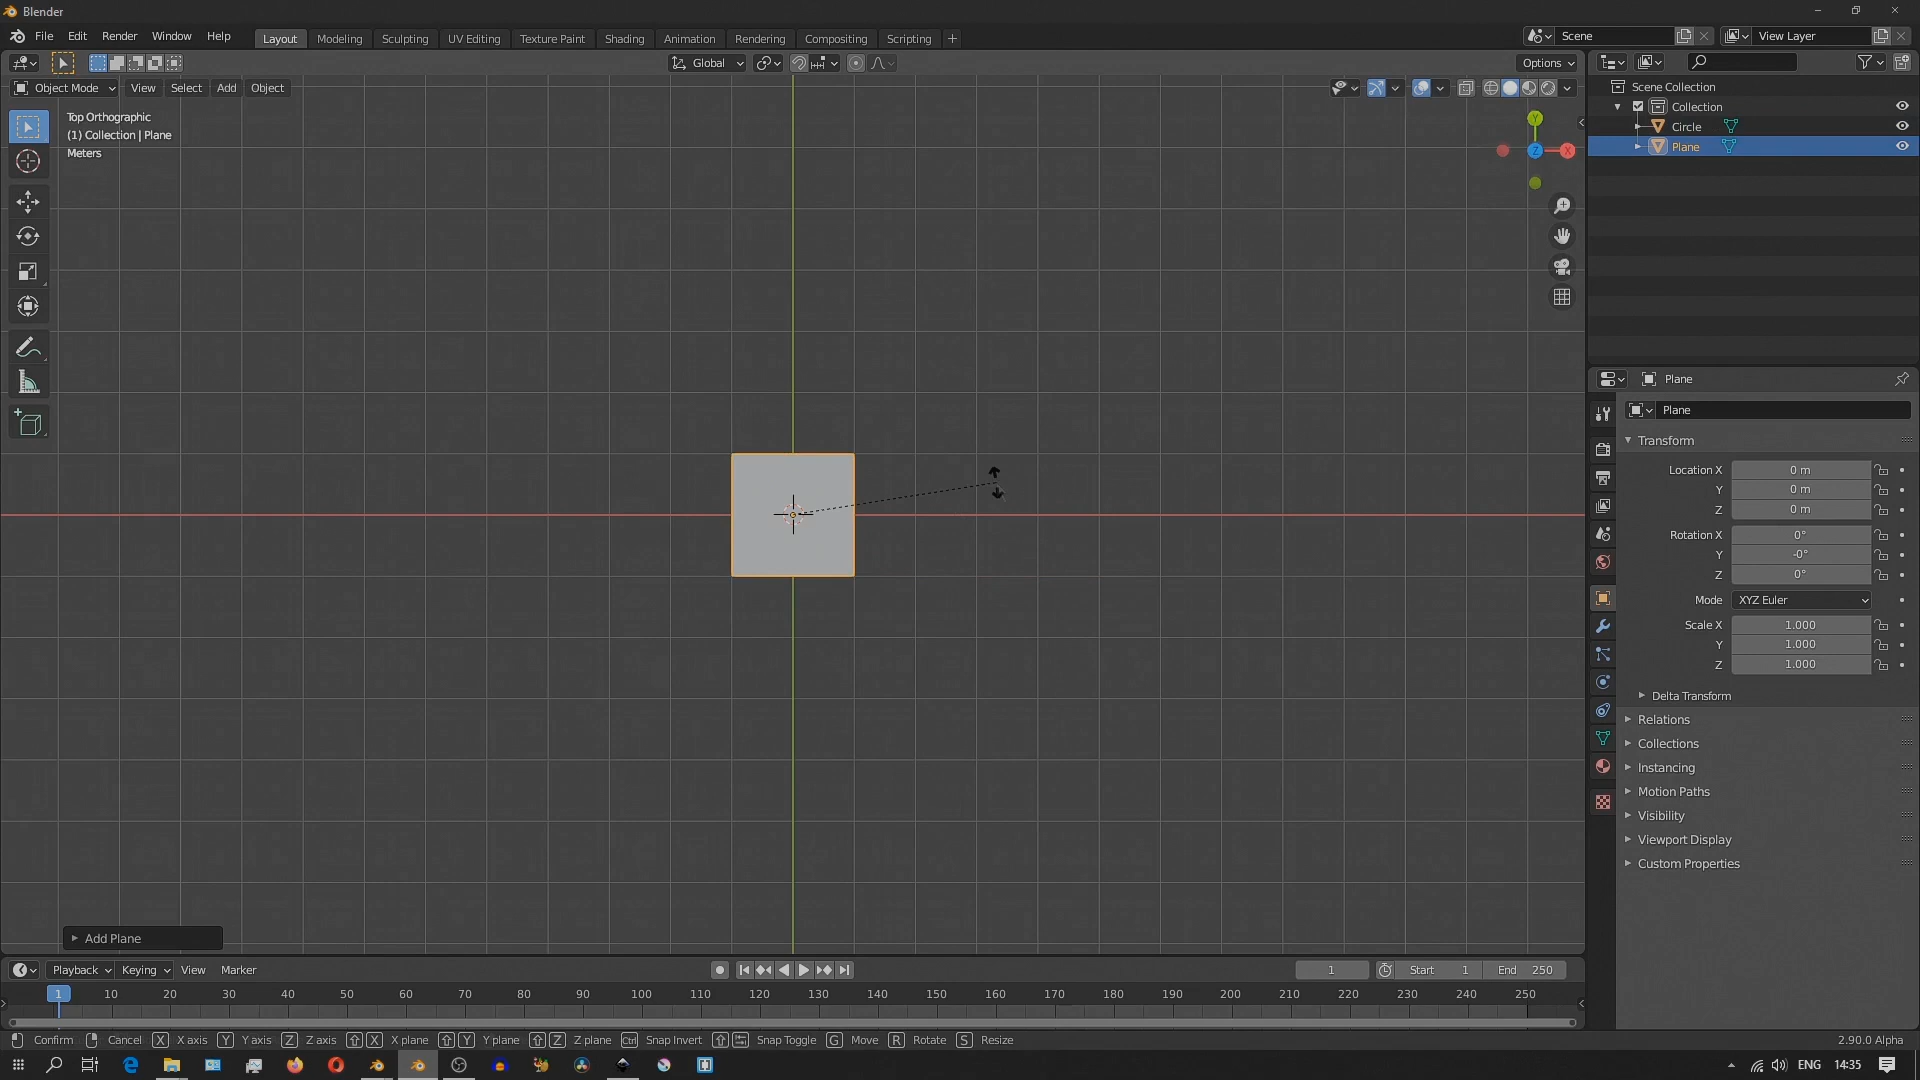 Blender
File Edit Render Window Help
Layout Modeling Sculpting UV Editing Texture Paint Shading Animation Rendering Compositing Scripting +
Scene
View Layer
Global
Options
Object Mode View Select Add Object
Top Orthographic
(1) Collection | Plane
Meters
Y
Z X
Scene Collection
Collection
Circle
Plane
Plane
Plane
Transform
Location X 0 m
Y 0 m
Z 0 m
Rotation X 0°
Y -0°
Z 0°
Mode XYZ Euler
Scale X 1.000
Y 1.000
Z 1.000
Delta Transform
Relations
Collections
Instancing
Motion Paths
Visibility
Viewport Display
Custom Properties
Add Plane
Playback Keying View Marker
1 Start 1 End 250
1 10 20 30 40 50 60 70 80 90 100 110 120 130 140 150 160 170 180 190 200 210 220 230 240 250
Confirm Cancel X X axis Y Y axis Z Z axis X X plane Y Y plane Z Z plane Ctrl Snap Invert Snap Toggle G Move R Rotate S Resize
2.90.0 Alpha
ENG 14:35